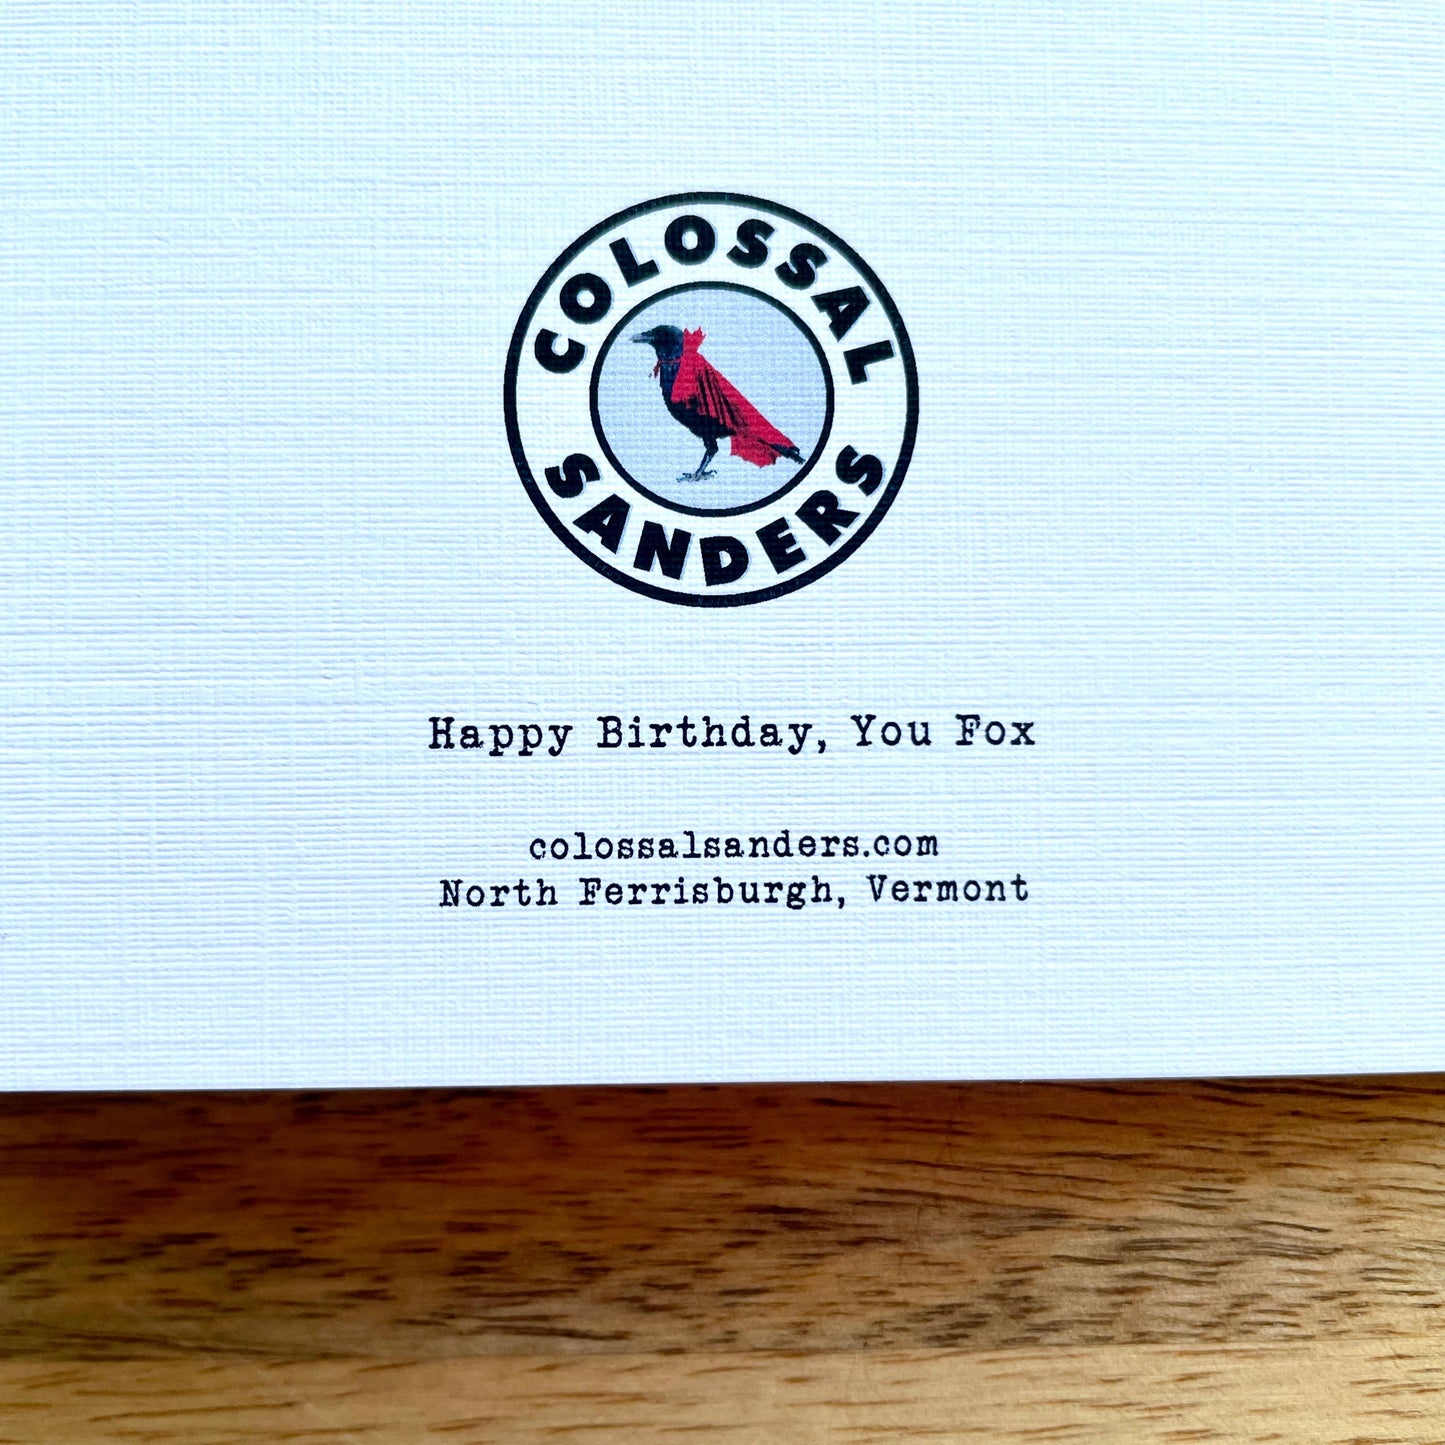 COLOSSAL
SANDERS
Happy Birthday, You Fox
colossalsanders.com
North Ferrisburgh, Vermont